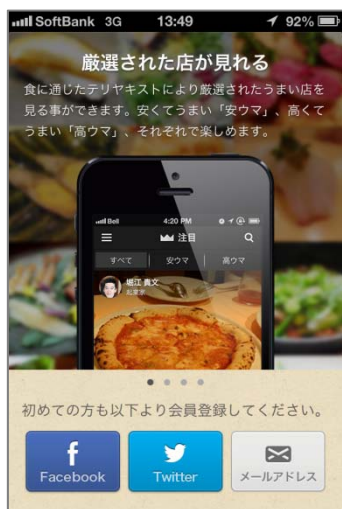 SoftBank 3G 13:49 92%
厳選された店が見れる
食に通じたテリヤキストにより厳選されたうまい店を
見る事ができます。安くてうまい「安ウマ」、高くて
うまい「高ウマ」、それぞれで楽しめます。
Bell 4:20 PM
注目
すべて 安ウマ 高ウマ
堀江 貴文
起業家
初めての方も以下より会員登録してください。
Facebook Twitter メールアドレス